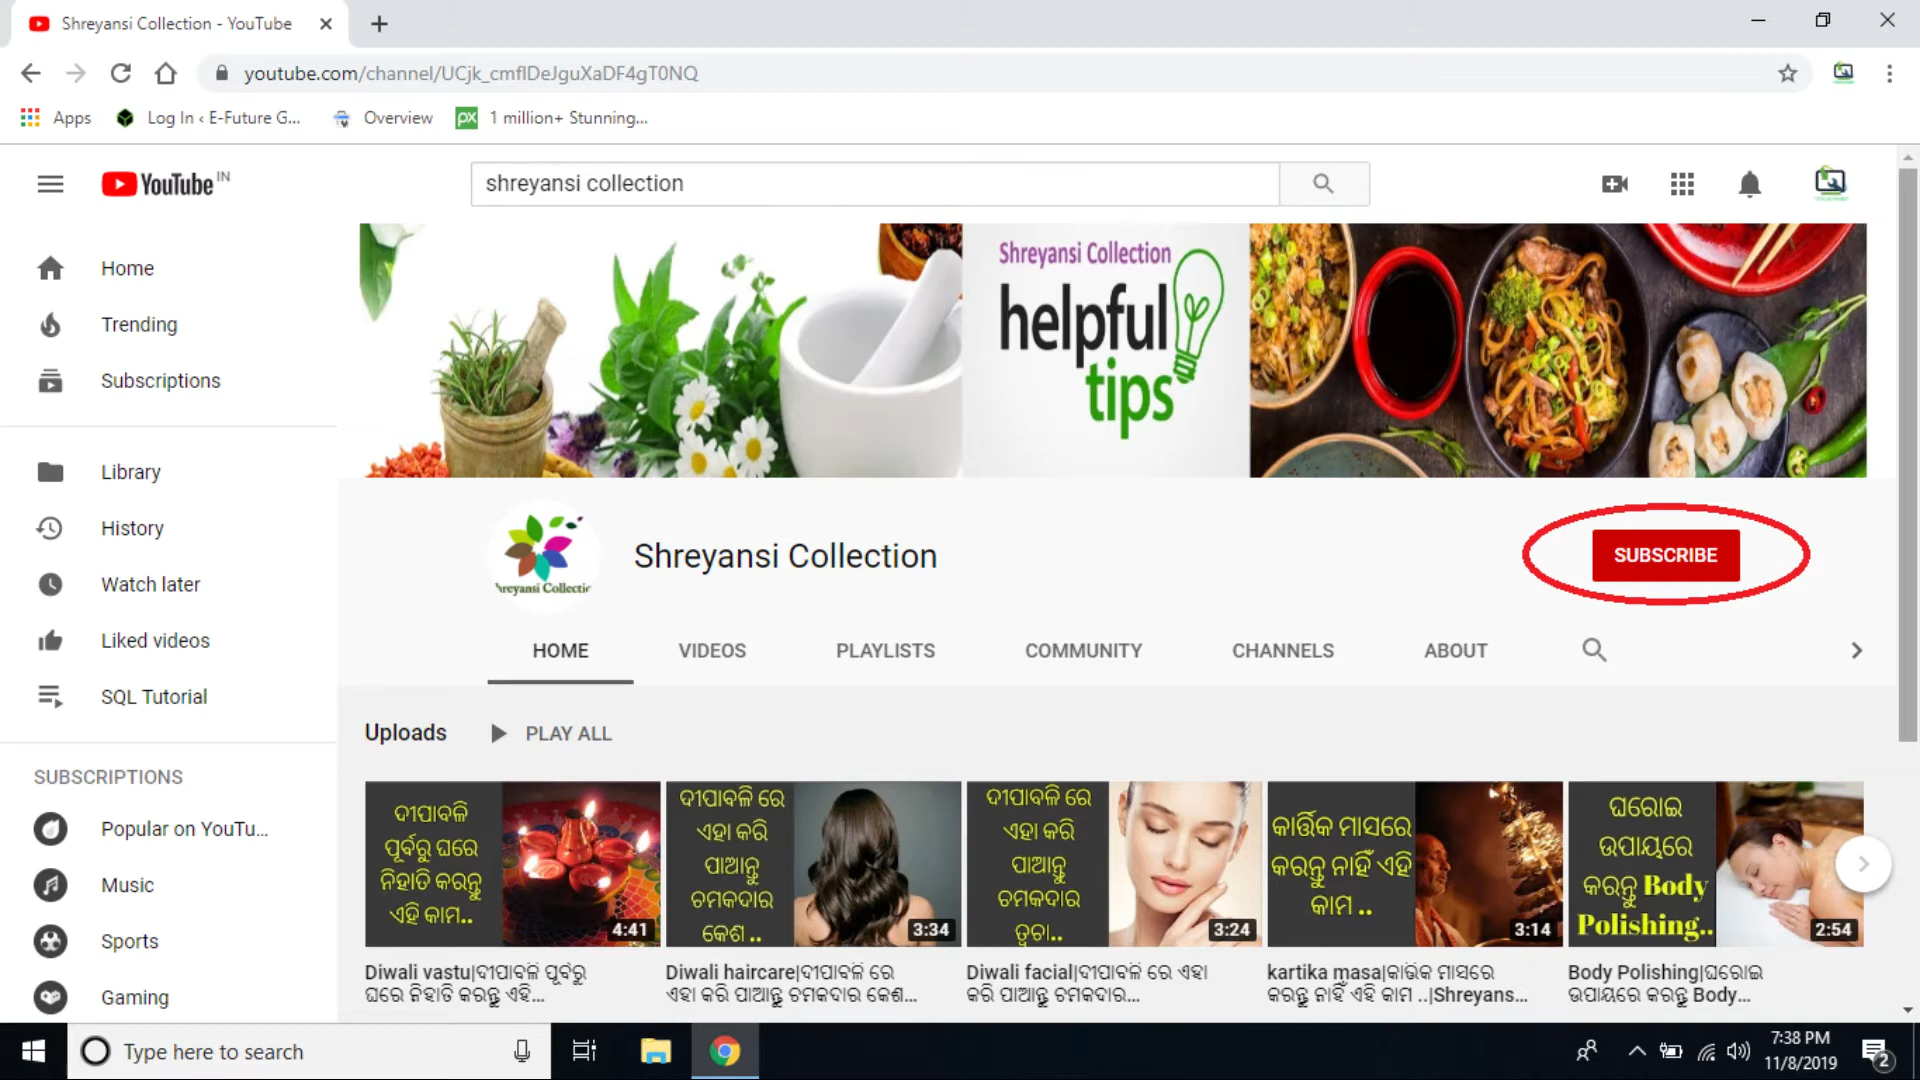 Shreyansi Collection - YouTube
youtube.com/channel/UCjk_cmflDeJguXaDF4gT0NQ
Apps
Log In ‹ E-Future G...
Overview
px
1 million+ Stunning...
YouTube IN
shreyansi collection
Home
Trending
Subscriptions
Library
History
Watch later
Liked videos
SQL Tutorial
SUBSCRIPTIONS
Popular on YouTu...
Music
Sports
Gaming
Shreyansi Collection
helpful
tips
Shreyansi Collection
SUBSCRIBE
HOME
VIDEOS
PLAYLISTS
COMMUNITY
CHANNELS
ABOUT
Uploads
PLAY ALL
ଦୀପାବଳି
ପୂର୍ବରୁ ଘରେ
ନିହାତି କରନ୍ତୁ
ଏହି କାମ..
4:41
Diwali vastu|ଦୀପାବଳି ପୂର୍ବରୁ
ଘରେ ନିହାତି କରନ୍ତୁ ଏହି...
ଦୀପାବଳି ରେ
ଏହା କରି
ପାଆନ୍ତୁ
ଚମକଦାର
କେଶ ..
3:34
Diwali haircare|ଦୀପାବଳି ରେ
ଏହା କରି ପାଆନ୍ତୁ ଚମକଦାର କେଶ...
ଦୀପାବଳି ରେ
ଏହା କରି
ପାଆନ୍ତୁ
ଚମକଦାର
ତ୍ୱଚା..
3:24
Diwali facial|ଦୀପାବଳି ରେ ଏହା
କରି ପାଆନ୍ତୁ ଚମକଦାର...
କାର୍ତ୍ତିକ ମାସରେ
କରନ୍ତୁ ନାହିଁ ଏହି
କାମ ..
3:14
kartika masa|କାର୍ତ୍ତିକ ମାସରେ
କରନ୍ତୁ ନାହିଁ ଏହି କାମ ..|Shreyans...
ଘରୋଇ
ଉପାୟରେ
କରନ୍ତୁ Body
Polishing..
2:54
Body Polishing|ଘରୋଇ
ଉପାୟରେ କରନ୍ତୁ Body...
Type here to search
7:38 PM
11/8/2019
2